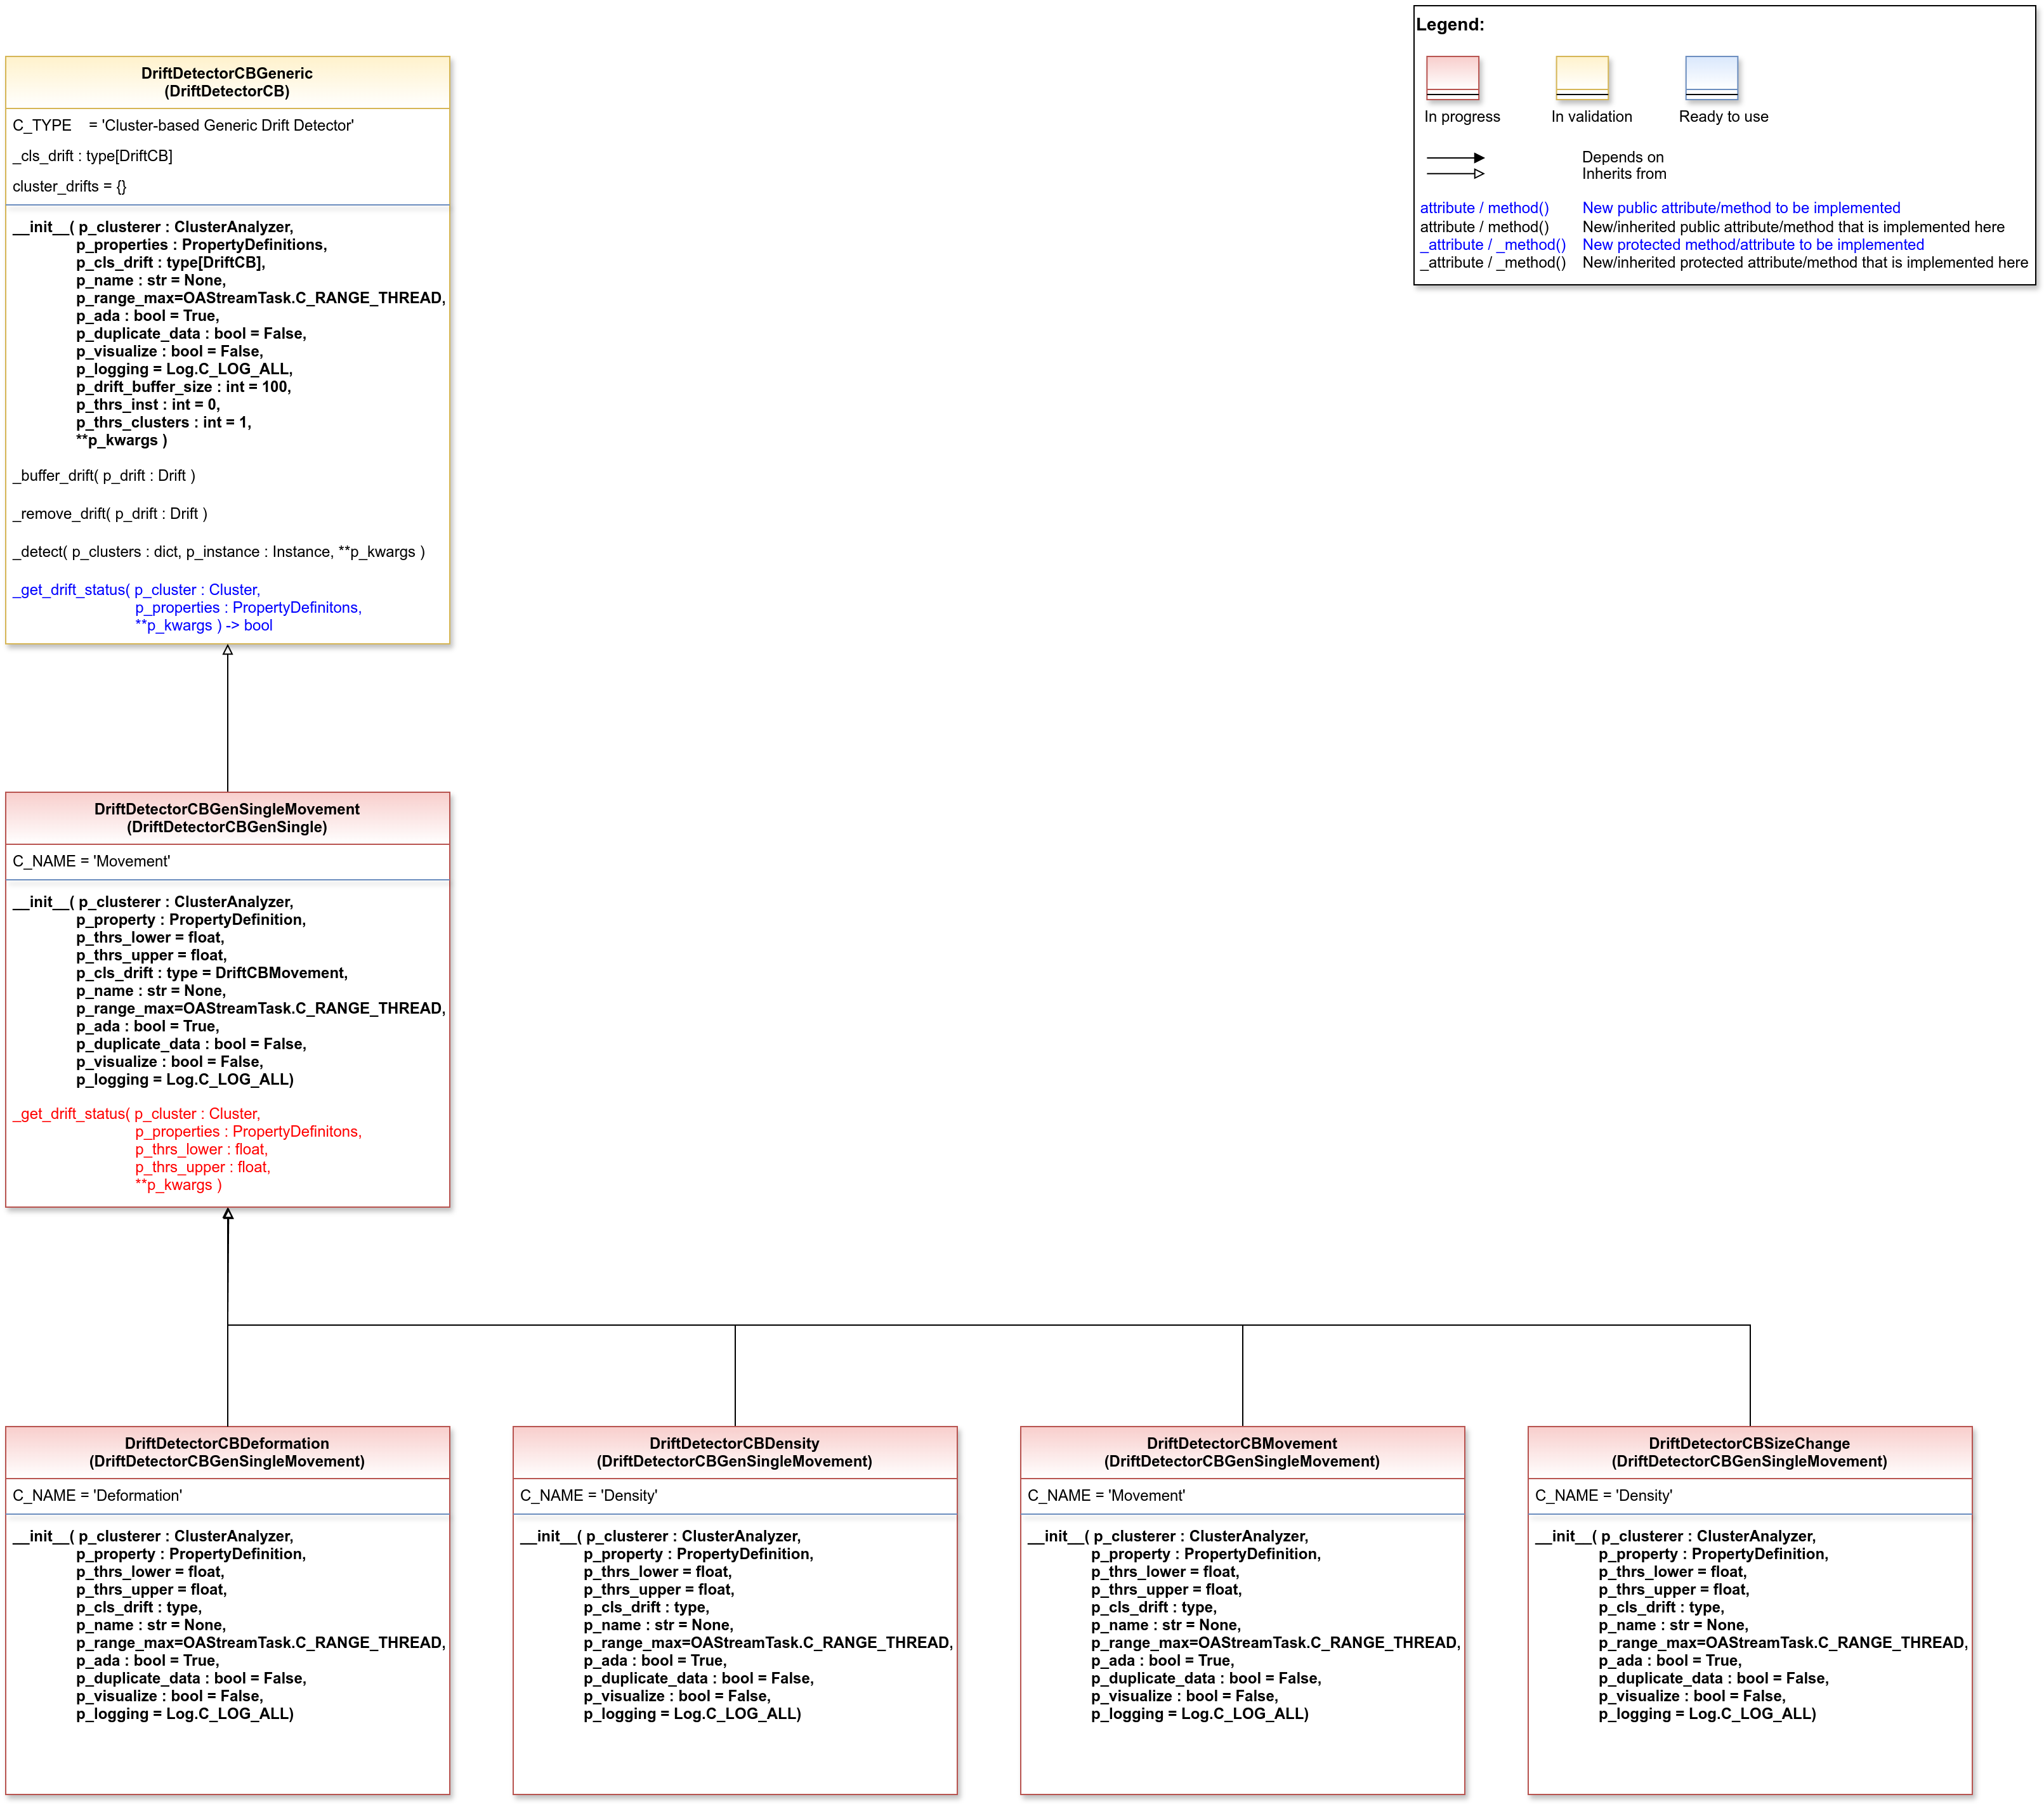 Legend:
In progress
In validation
Ready to use
Depends on
Inherits from
attribute / method() New public attribute/method to be implemented
attribute / method() New/inherited public attribute/method that is implemented here
_attribute / _method() New protected method/attribute to be implemented
_attribute / _method() New/inherited protected attribute/method that is implemented here
DriftDetectorCBGeneric
(DriftDetectorCB)
C_TYPE = 'Cluster-based Generic Drift Detector'
_cls_drift : type[DriftCB]
cluster_drifts = {}
__init__( p_clusterer : ClusterAnalyzer,
p_properties : PropertyDefinitions,
p_cls_drift : type[DriftCB],
p_name : str = None,
p_range_max=OAStreamTask.C_RANGE_THREAD,
p_ada : bool = True,
p_duplicate_data : bool = False,
p_visualize : bool = False,
p_logging = Log.C_LOG_ALL,
p_drift_buffer_size : int = 100,
p_thrs_inst : int = 0,
p_thrs_clusters : int = 1,
**p_kwargs )
_buffer_drift( p_drift : Drift )
_remove_drift( p_drift : Drift )
_detect( p_clusters : dict, p_instance : Instance, **p_kwargs )
_get_drift_status( p_cluster : Cluster,
p_properties : PropertyDefinitons,
**p_kwargs ) -> bool
DriftDetectorCBGenSingleMovement
(DriftDetectorCBGenSingle)
C_NAME = 'Movement'
__init__( p_clusterer : ClusterAnalyzer,
p_property : PropertyDefinition,
p_thrs_lower = float,
p_thrs_upper = float,
p_cls_drift : type = DriftCBMovement,
p_name : str = None,
p_range_max=OAStreamTask.C_RANGE_THREAD,
p_ada : bool = True,
p_duplicate_data : bool = False,
p_visualize : bool = False,
p_logging = Log.C_LOG_ALL)
_get_drift_status( p_cluster : Cluster,
p_properties : PropertyDefinitons,
p_thrs_lower : float,
p_thrs_upper : float,
**p_kwargs )
DriftDetectorCBDeformation
(DriftDetectorCBGenSingleMovement)
C_NAME = 'Deformation'
__init__( p_clusterer : ClusterAnalyzer,
p_property : PropertyDefinition,
p_thrs_lower = float,
p_thrs_upper = float,
p_cls_drift : type,
p_name : str = None,
p_range_max=OAStreamTask.C_RANGE_THREAD,
p_ada : bool = True,
p_duplicate_data : bool = False,
p_visualize : bool = False,
p_logging = Log.C_LOG_ALL)
DriftDetectorCBDensity
(DriftDetectorCBGenSingleMovement)
C_NAME = 'Density'
__init__( p_clusterer : ClusterAnalyzer,
p_property : PropertyDefinition,
p_thrs_lower = float,
p_thrs_upper = float,
p_cls_drift : type,
p_name : str = None,
p_range_max=OAStreamTask.C_RANGE_THREAD,
p_ada : bool = True,
p_duplicate_data : bool = False,
p_visualize : bool = False,
p_logging = Log.C_LOG_ALL)
DriftDetectorCBMovement
(DriftDetectorCBGenSingleMovement)
C_NAME = 'Movement'
__init__( p_clusterer : ClusterAnalyzer,
p_property : PropertyDefinition,
p_thrs_lower = float,
p_thrs_upper = float,
p_cls_drift : type,
p_name : str = None,
p_range_max=OAStreamTask.C_RANGE_THREAD,
p_ada : bool = True,
p_duplicate_data : bool = False,
p_visualize : bool = False,
p_logging = Log.C_LOG_ALL)
DriftDetectorCBSizeChange
(DriftDetectorCBGenSingleMovement)
C_NAME = 'Density'
__init__( p_clusterer : ClusterAnalyzer,
p_property : PropertyDefinition,
p_thrs_lower = float,
p_thrs_upper = float,
p_cls_drift : type,
p_name : str = None,
p_range_max=OAStreamTask.C_RANGE_THREAD,
p_ada : bool = True,
p_duplicate_data : bool = False,
p_visualize : bool = False,
p_logging = Log.C_LOG_ALL)